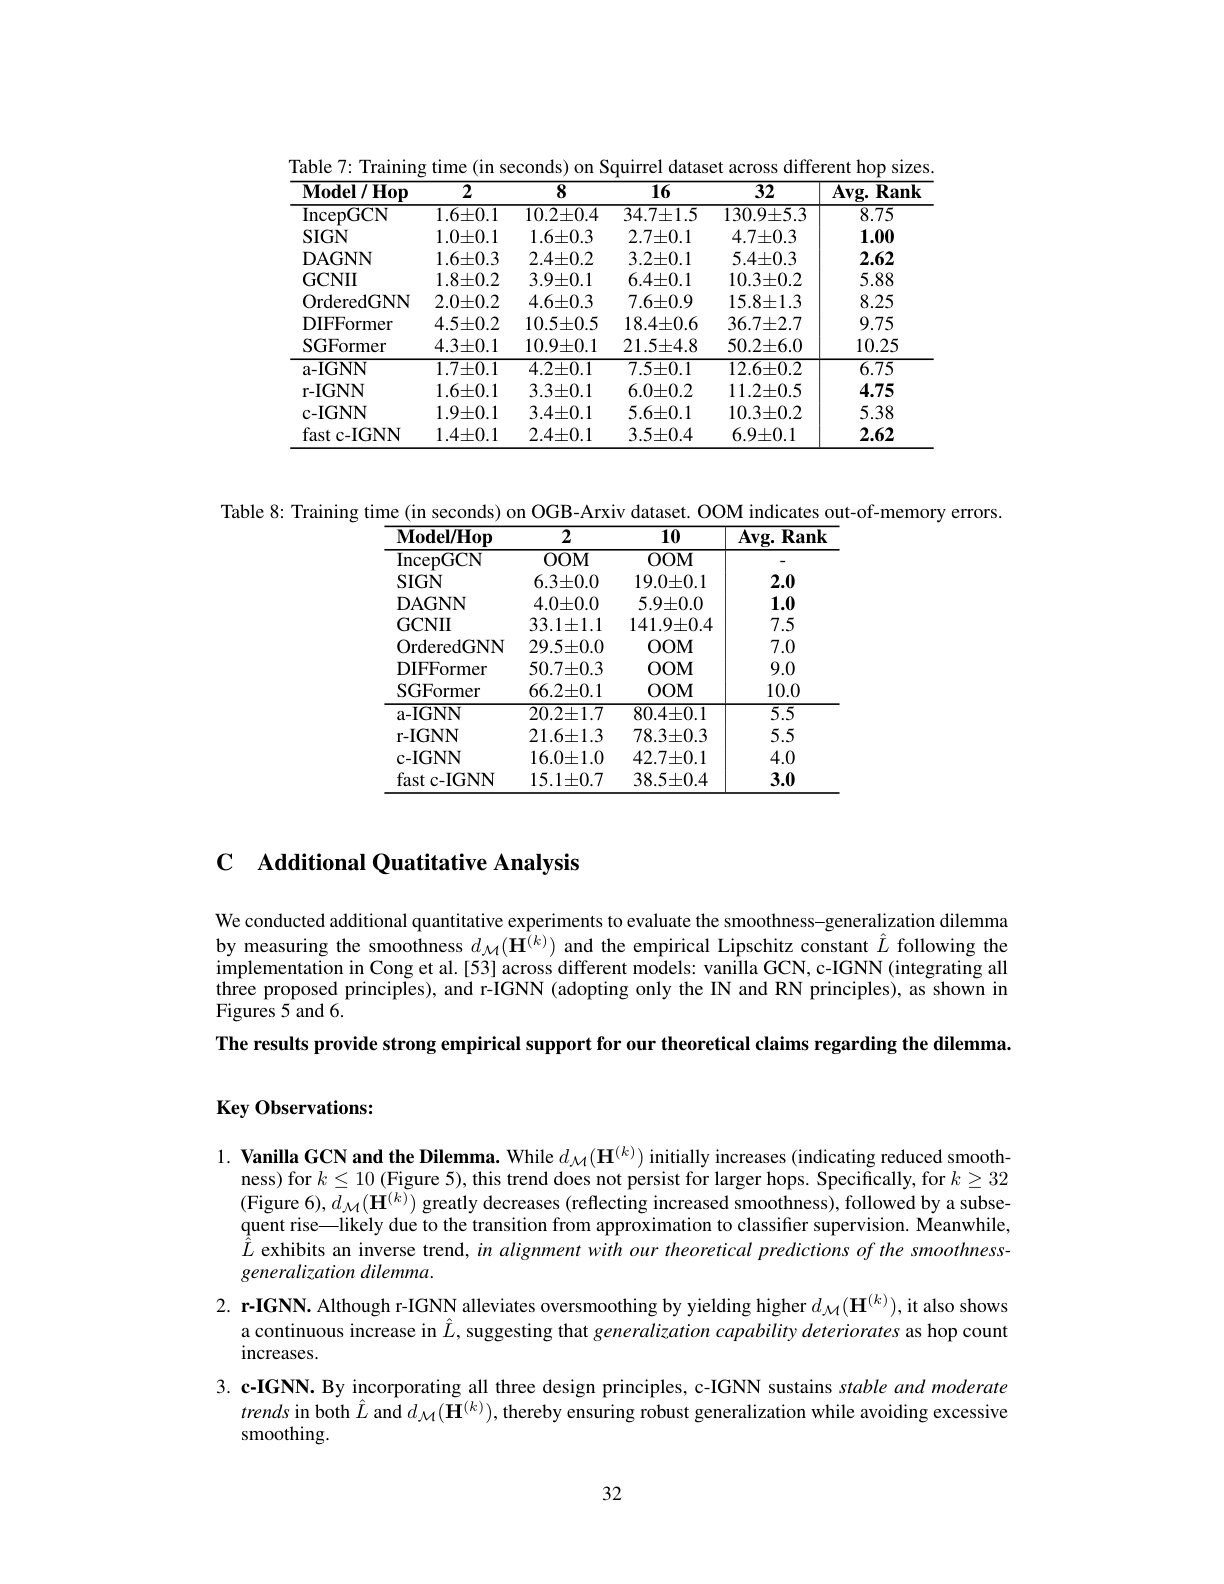 Table 7: Training time (in seconds) on Squirrel dataset across different hop sizes.
Model / Hop 2 8 16 32 Avg. Rank
IncepGCN 1.6±0.1 10.2±0.4 34.7±1.5 130.9±5.3 8.75
SIGN 1.0±0.1 1.6±0.3 2.7±0.1 4.7±0.3 1.00
DAGNN 1.6±0.3 2.4±0.2 3.2±0.1 5.4±0.3 2.62
GCNII 1.8±0.2 3.9±0.1 6.4±0.1 10.3±0.2 5.88
OrderedGNN 2.0±0.2 4.6±0.3 7.6±0.9 15.8±1.3 8.25
DIFFormer 4.5±0.2 10.5±0.5 18.4±0.6 36.7±2.7 9.75
SGFormer 4.3±0.1 10.9±0.1 21.5±4.8 50.2±6.0 10.25
a-IGNN 1.7±0.1 4.2±0.1 7.5±0.1 12.6±0.2 6.75
r-IGNN 1.6±0.1 3.3±0.1 6.0±0.2 11.2±0.5 4.75
c-IGNN 1.9±0.1 3.4±0.1 5.6±0.1 10.3±0.2 5.38
fast c-IGNN 1.4±0.1 2.4±0.1 3.5±0.4 6.9±0.1 2.62
Table 8: Training time (in seconds) on OGB-Arxiv dataset. OOM indicates out-of-memory errors.
Model/Hop 2 10 Avg. Rank
IncepGCN OOM OOM -
SIGN 6.3±0.0 19.0±0.1 2.0
DAGNN 4.0±0.0 5.9±0.0 1.0
GCNII 33.1±1.1 141.9±0.4 7.5
OrderedGNN 29.5±0.0 OOM 7.0
DIFFormer 50.7±0.3 OOM 9.0
SGFormer 66.2±0.1 OOM 10.0
a-IGNN 20.2±1.7 80.4±0.1 5.5
r-IGNN 21.6±1.3 78.3±0.3 5.5
c-IGNN 16.0±1.0 42.7±0.1 4.0
fast c-IGNN 15.1±0.7 38.5±0.4 3.0
C Additional Quatitative Analysis
We conducted additional quantitative experiments to evaluate the smoothness–generalization dilemma
by measuring the smoothness d_M(H^(k)) and the empirical Lipschitz constant L̂ following the
implementation in Cong et al. [53] across different models: vanilla GCN, c-IGNN (integrating all
three proposed principles), and r-IGNN (adopting only the IN and RN principles), as shown in
Figures 5 and 6.
The results provide strong empirical support for our theoretical claims regarding the dilemma.
Key Observations:
1. Vanilla GCN and the Dilemma. While d_M(H^(k)) initially increases (indicating reduced smooth-
ness) for k ≤ 10 (Figure 5), this trend does not persist for larger hops. Specifically, for k ≥ 32
(Figure 6), d_M(H^(k)) greatly decreases (reflecting increased smoothness), followed by a subse-
quent rise—likely due to the transition from approximation to classifier supervision. Meanwhile,
L̂ exhibits an inverse trend, in alignment with our theoretical predictions of the smoothness-
generalization dilemma.
2. r-IGNN. Although r-IGNN alleviates oversmoothing by yielding higher d_M(H^(k)), it also shows
a continuous increase in L̂, suggesting that generalization capability deteriorates as hop count
increases.
3. c-IGNN. By incorporating all three design principles, c-IGNN sustains stable and moderate
trends in both L̂ and d_M(H^(k)), thereby ensuring robust generalization while avoiding excessive
smoothing.
32